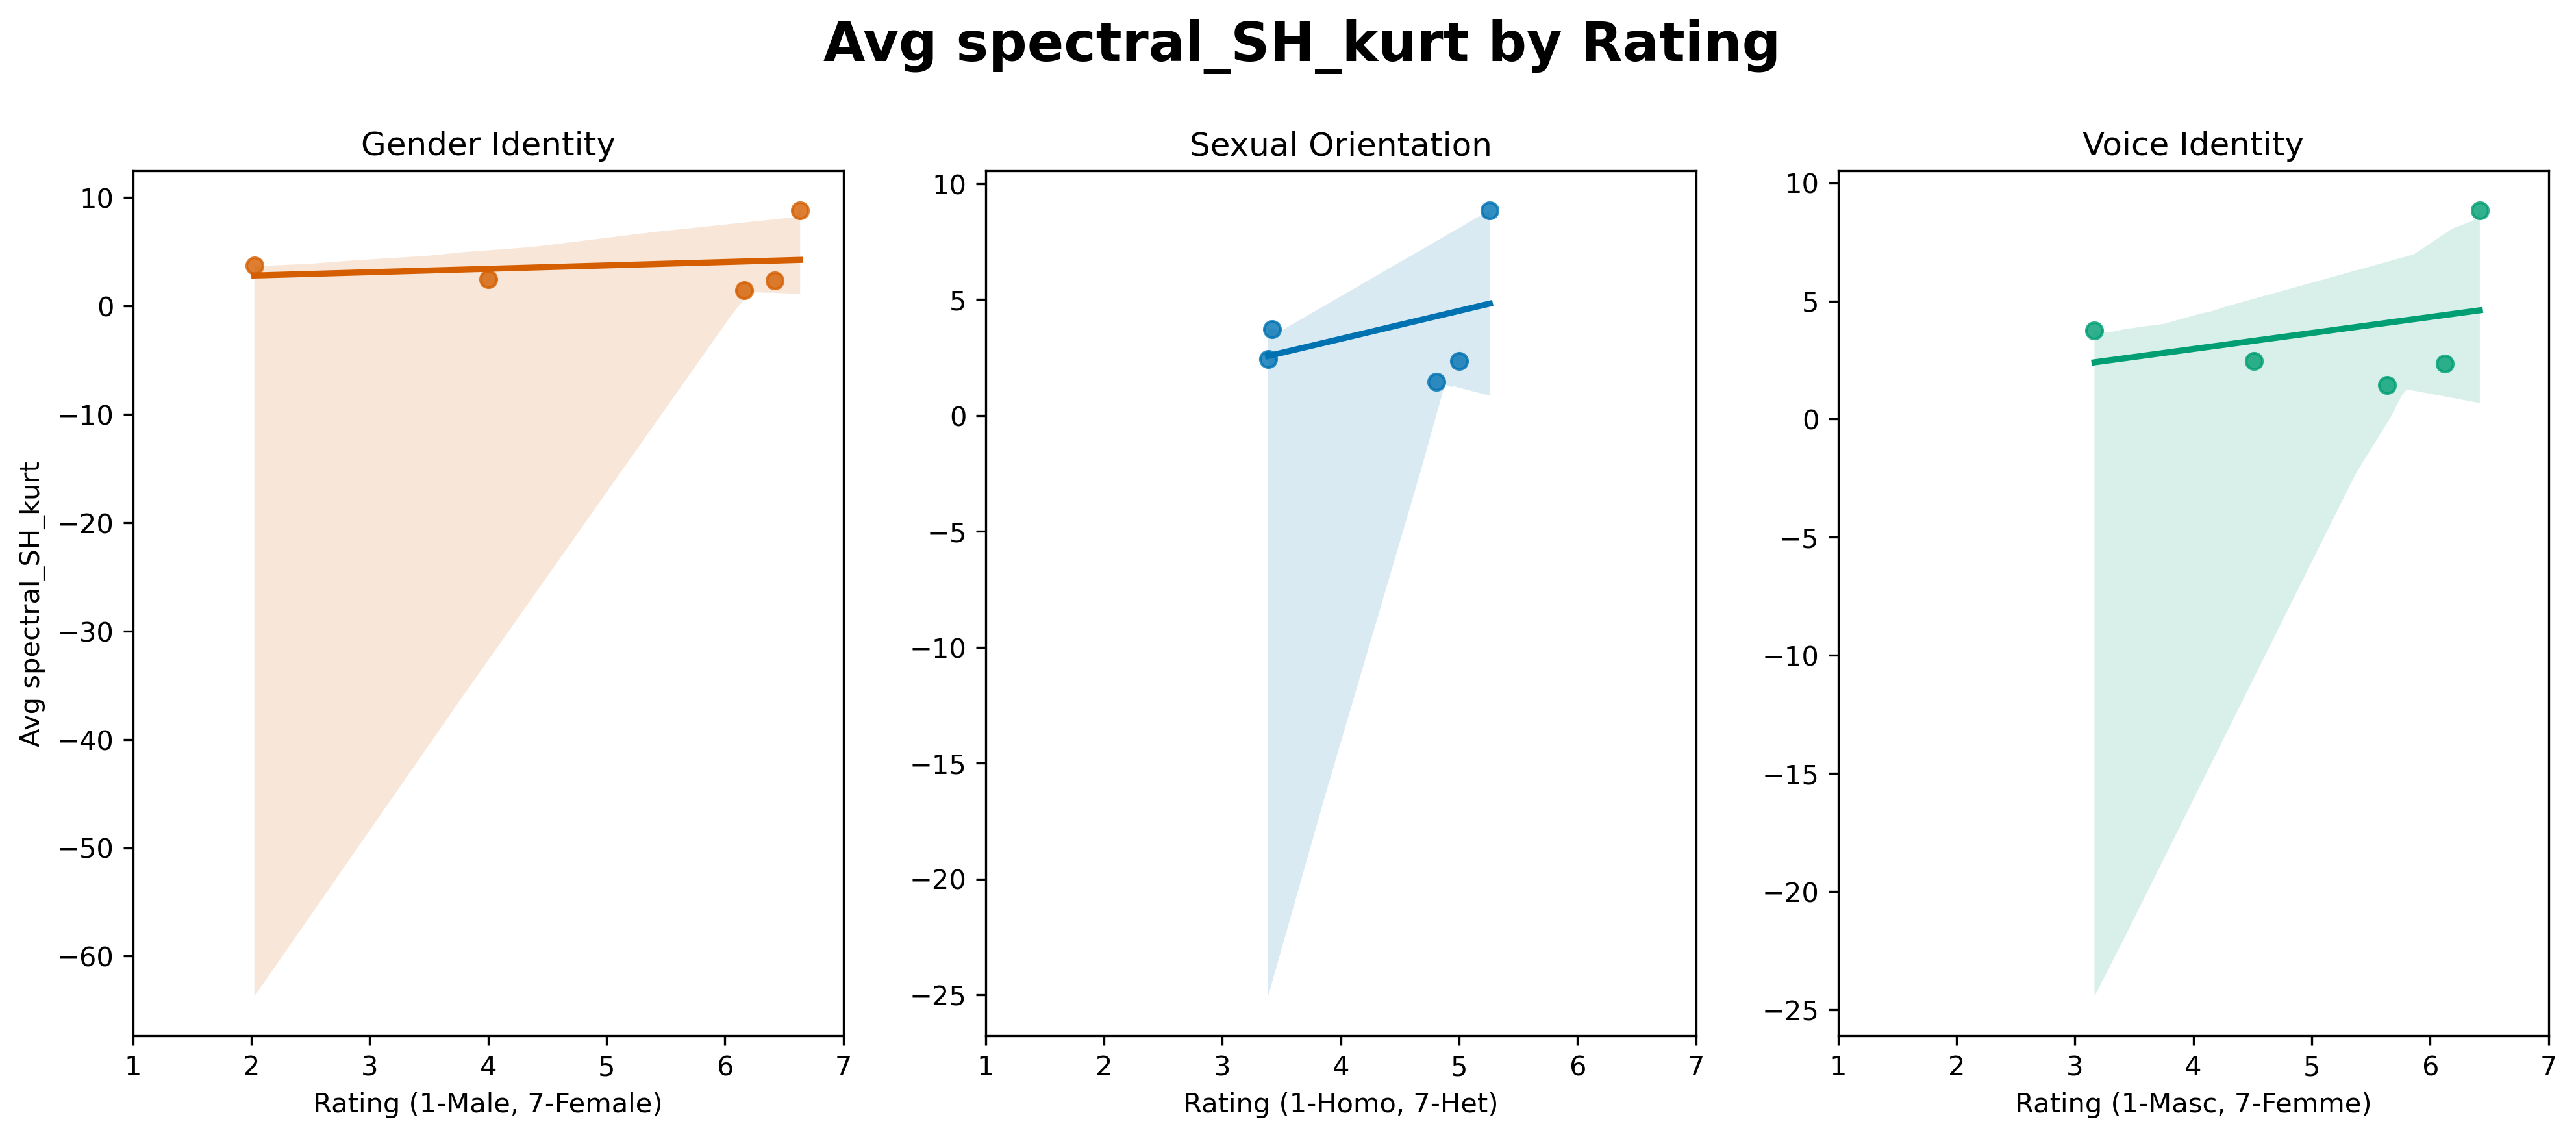 Avg spectral_SH_kurt by Rating
Gender Identity
Sexual Orientation
Voice Identity
Avg spectral_SH_kurt
10
0
−10
−20
−30
−40
−50
−60
1 2 3 4 5 6 7
Rating (1-Male, 7-Female)
10
5
0
−5
−10
−15
−20
−25
1 2 3 4 5 6 7
Rating (1-Homo, 7-Het)
10
5
0
−5
−10
−15
−20
−25
1 2 3 4 5 6 7
Rating (1-Masc, 7-Femme)